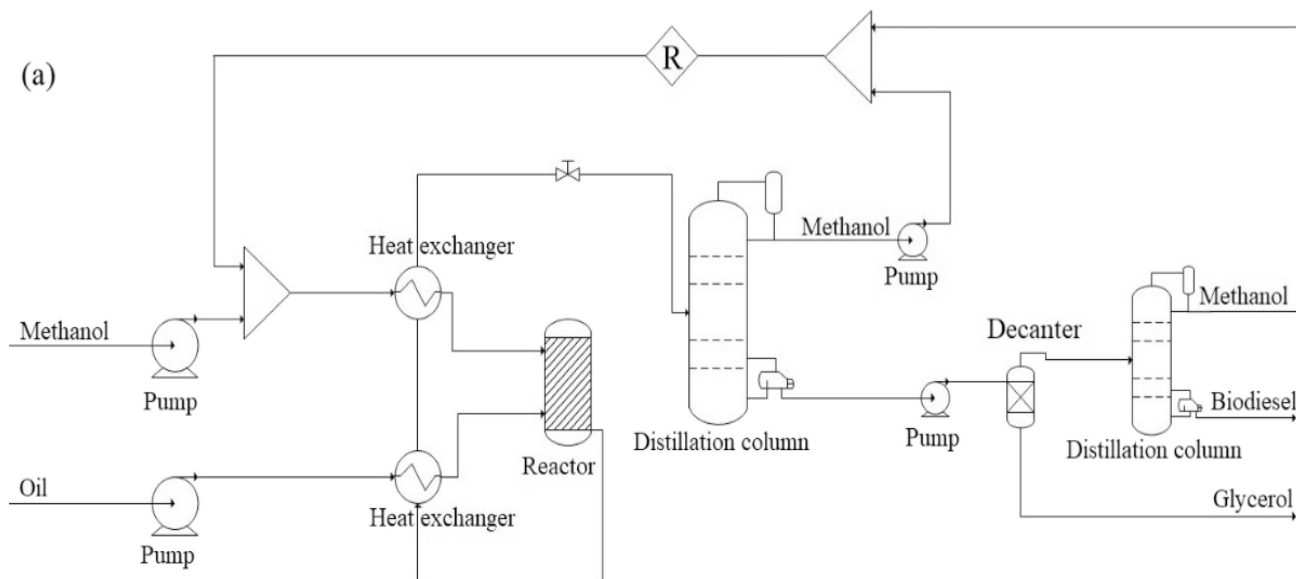 (a)
R
Methanol
Heat exchanger
Pump
Methanol
Pump
Decanter
Methanol
Biodiesel
Pump
Distillation column
Distillation column
Reactor
Oil
Heat exchanger
Pump
Glycerol